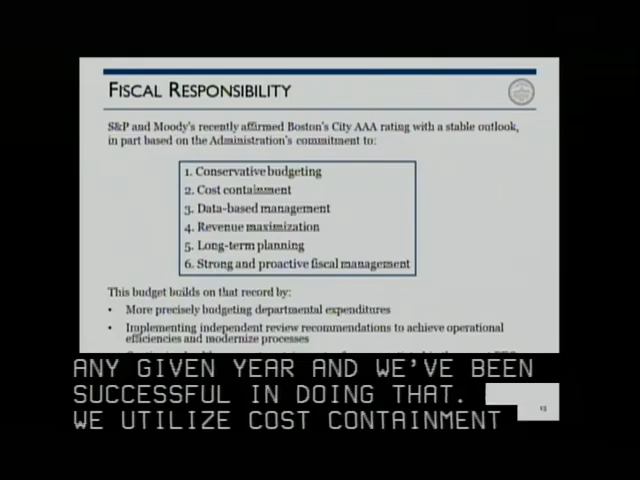 FISCAL RESPONSIBILITY
S&P and Moody's recently affirmed Boston's City AAA rating with a stable outlook,
in part based on the Administration's commitment to:
1. Conservative budgeting
2. Cost containment
3. Data-based management
4. Revenue maximization
5. Long-term planning
6. Strong and proactive fiscal management
This budget builds on that record by:
• More precisely budgeting departmental expenditures
• Implementing independent review recommendations to achieve operational
efficiencies and modernize processes
ANY GIVEN YEAR AND WE'VE BEEN
SUCCESSFUL IN DOING THAT.
WE UTILIZE COST CONTAINMENT
13